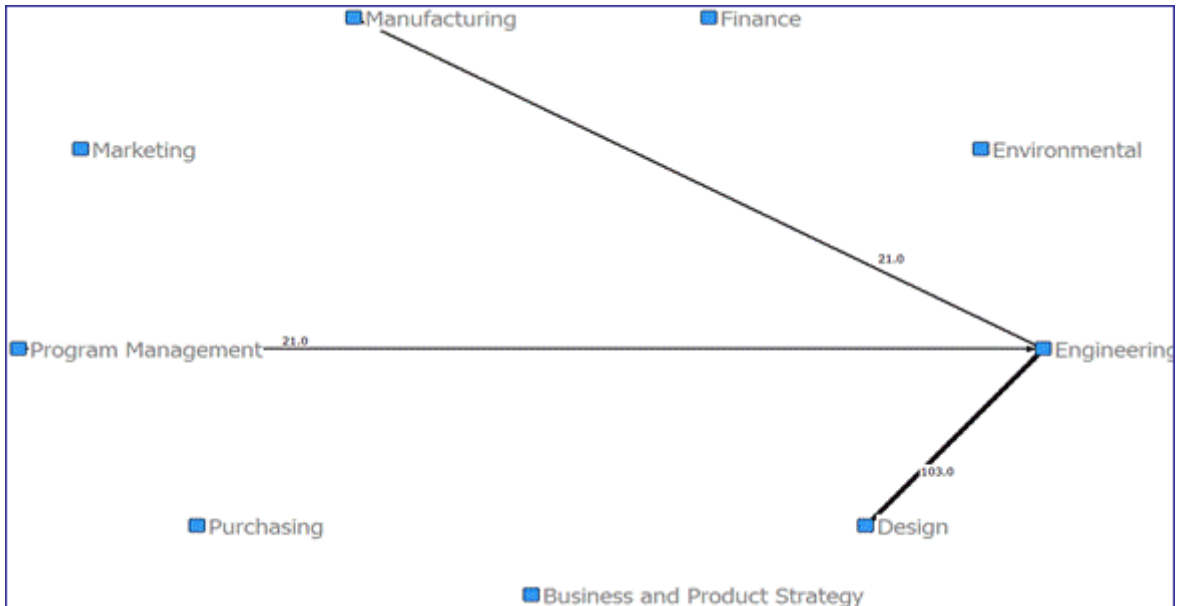 Manufacturing
Finance
Marketing
Environmental
21.0
Program Management
21.0
Engineering
103.0
Purchasing
Design
Business and Product Strategy